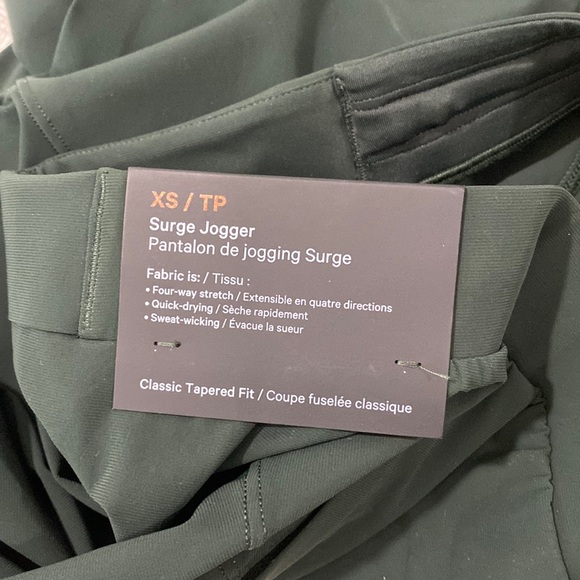 XS / TP
Surge Jogger
Pantalon de jogging Surge
Fabric is: / Tissu :
• Four-way stretch / Extensible en quatre directions
• Quick-drying / Sèche rapidement
• Sweat-wicking / Évacue la sueur
Classic Tapered Fit / Coupe fuselée classique